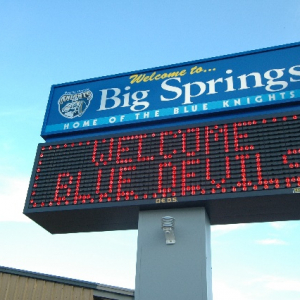 Welcome to...
Big Springs
HOME OF THE BLUE KNIGHTS
WELCOME
BLUE DEVILS